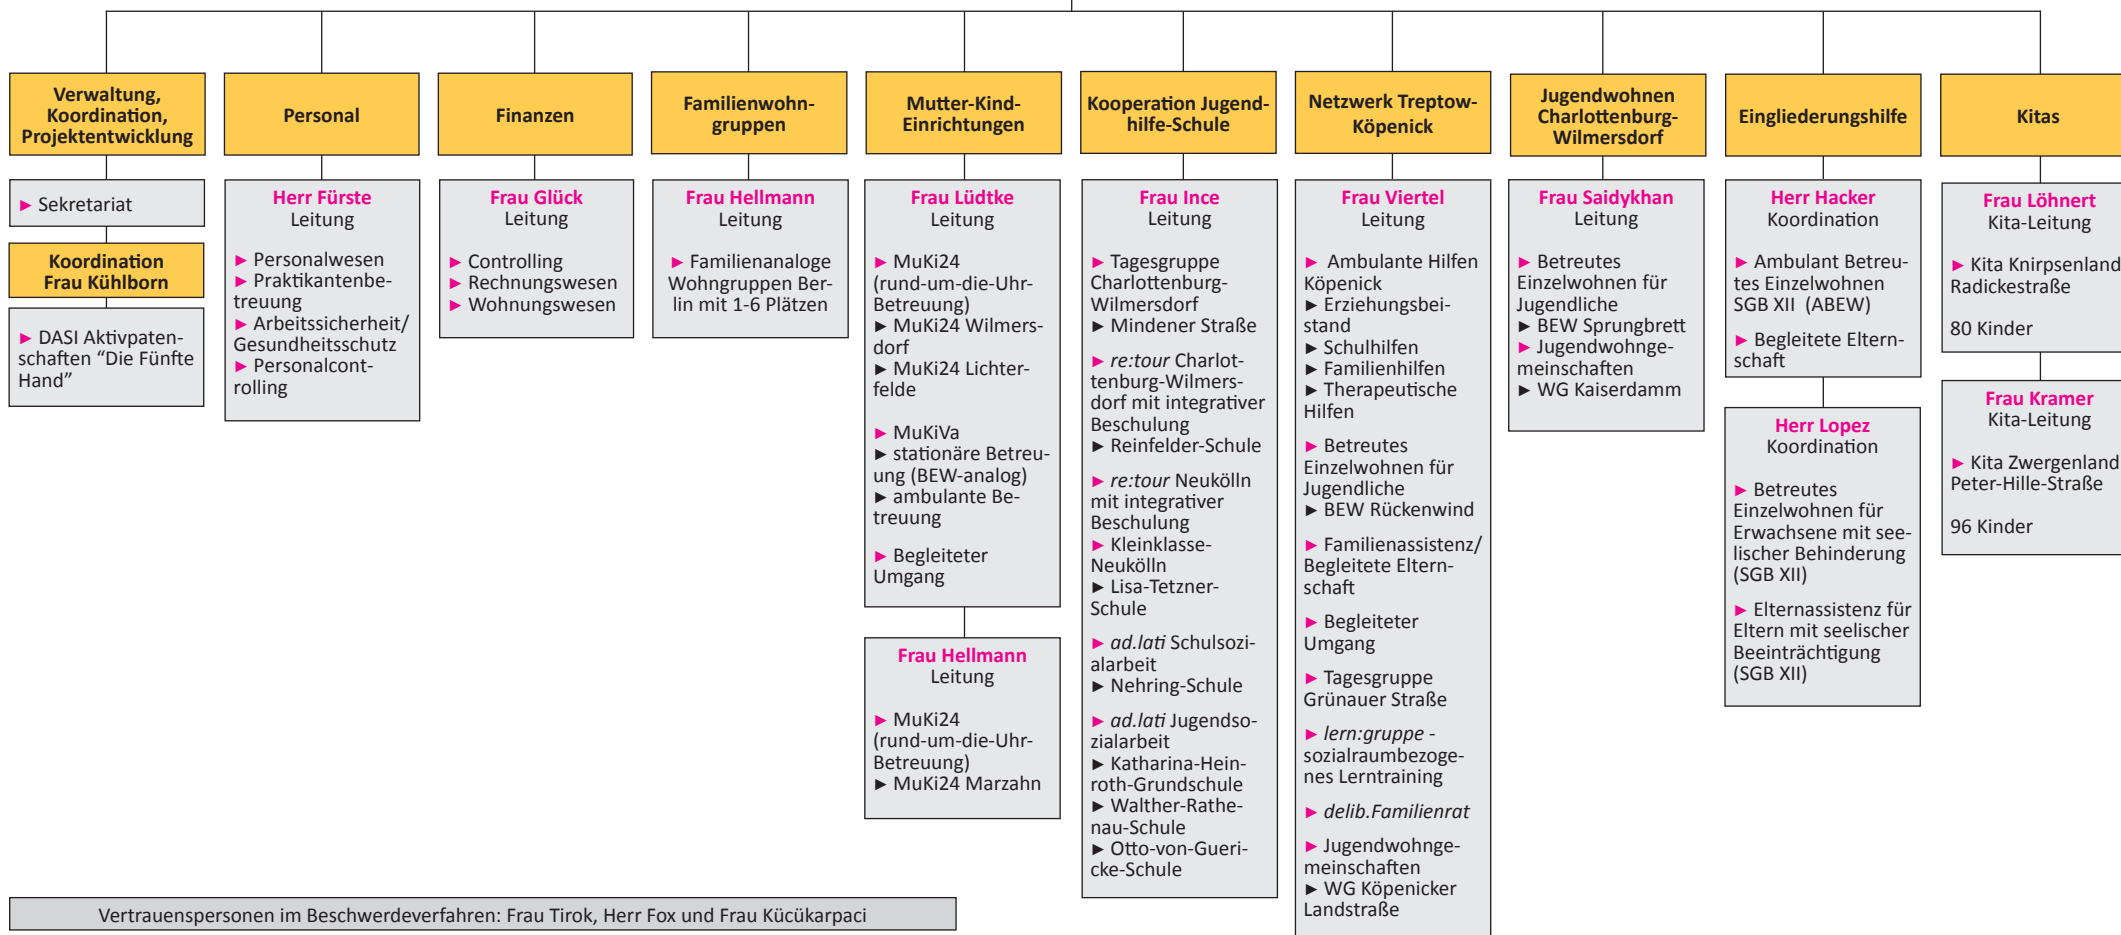 Verwaltung,
Koordination,
Projektentwicklung
► Sekretariat
Koordination
Frau Kühlborn
► DASI Aktivpaten-
schaften “Die Fünfte
Hand”
Personal
Herr Fürste
Leitung
► Personalwesen
► Praktikantenbe-
treuung
► Arbeitssicherheit/
Gesundheitsschutz
► Personalcont-
rolling
Finanzen
Frau Glück
Leitung
► Controlling
► Rechnungswesen
► Wohnungswesen
Familienwohn-
gruppen
Frau Hellmann
Leitung
► Familienanaloge
Wohngruppen Ber-
lin mit 1-6 Plätzen
Mutter-Kind-
Einrichtungen
Frau Lüdtke
Leitung
► MuKi24
(rund-um-die-Uhr-
Betreuung)
► MuKi24 Wilmers-
dorf
► MuKi24 Lichter-
felde
► MuKiVa
► stationäre Betreu-
ung (BEW-analog)
► ambulante Be-
treuung
► Begleiteter
Umgang
Frau Hellmann
Leitung
► MuKi24
(rund-um-die-Uhr-
Betreuung)
► MuKi24 Marzahn
Kooperation Jugend-
hilfe-Schule
Frau Ince
Leitung
► Tagesgruppe
Charlottenburg-
Wilmersdorf
► Mindener Straße
► re:tour Charlot-
tenburg-Wilmers-
dorf mit integrativer
Beschulung
► Reinfelder-Schule
► re:tour Neukölln
mit integrativer
Beschulung
► Kleinklasse-
Neukölln
► Lisa-Tetzner-
Schule
► ad.lati Schulsozi-
alarbeit
► Nehring-Schule
► ad.lati Jugendso-
zialarbeit
► Katharina-Hein-
roth-Grundschule
► Walther-Rathe-
nau-Schule
► Otto-von-Gueri-
cke-Schule
Netzwerk Treptow-
Köpenick
Frau Viertel
Leitung
► Ambulante Hilfen
Köpenick
► Erziehungsbei-
stand
► Schulhilfen
► Familienhilfen
► Therapeutische
Hilfen
► Betreutes
Einzelwohnen für
Jugendliche
► BEW Rückenwind
► Familienassistenz/
Begleitete Eltern-
schaft
► Begleiteter
Umgang
► Tagesgruppe
Grünauer Straße
► lern:gruppe -
sozialraumbezoge-
nes Lerntraining
► delib.Familienrat
► Jugendwohnge-
meinschaften
► WG Köpenicker
Landstraße
Jugendwohnen
Charlottenburg-
Wilmersdorf
Frau Saidykhan
Leitung
► Betreutes
Einzelwohnen für
Jugendliche
► BEW Sprungbrett
► Jugendwohnge-
meinschaften
► WG Kaiserdamm
Eingliederungshilfe
Herr Hacker
Koordination
► Ambulant Betreu-
tes Einzelwohnen
SGB XII (ABEW)
► Begleitete Eltern-
schaft
Herr Lopez
Koordination
► Betreutes
Einzelwohnen für
Erwachsene mit see-
lischer Behinderung
(SGB XII)
► Elternassistenz für
Eltern mit seelischer
Beeinträchtigung
(SGB XII)
Kitas
Frau Löhnert
Kita-Leitung
► Kita Knirpsenland
Radickestraße
80 Kinder
Frau Kramer
Kita-Leitung
► Kita Zwergenland
Peter-Hille-Straße
96 Kinder
Vertrauenspersonen im Beschwerdeverfahren: Frau Tirok, Herr Fox und Frau Kücükarpaci